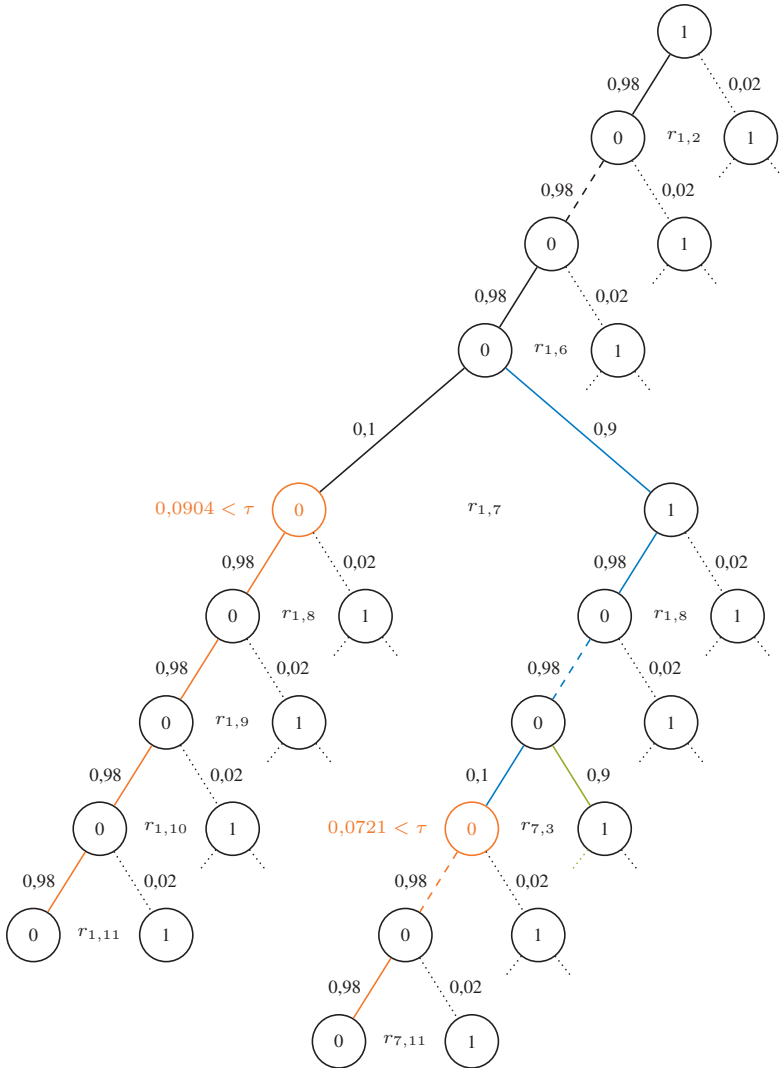 1
0,98 0,02
0 r1,2 1
0,98 0,02
0 1
0,98 0,02
0 r1,6 1
0,1 0,9
0,0904 < τ 0 r1,7 1
0,98 0,02 0,98 0,02
0 r1,8 1 0 r1,8 1
0,98 0,02 0,98 0,02
0 r1,9 1 0 1
0,98 0,02 0,1 0,9
0 r1,10 1 0,0721 < τ 0 r7,3 1
0,98 0,02 0,98 0,02
0 r1,11 1 0 1
0,98 0,02
0 r7,11 1